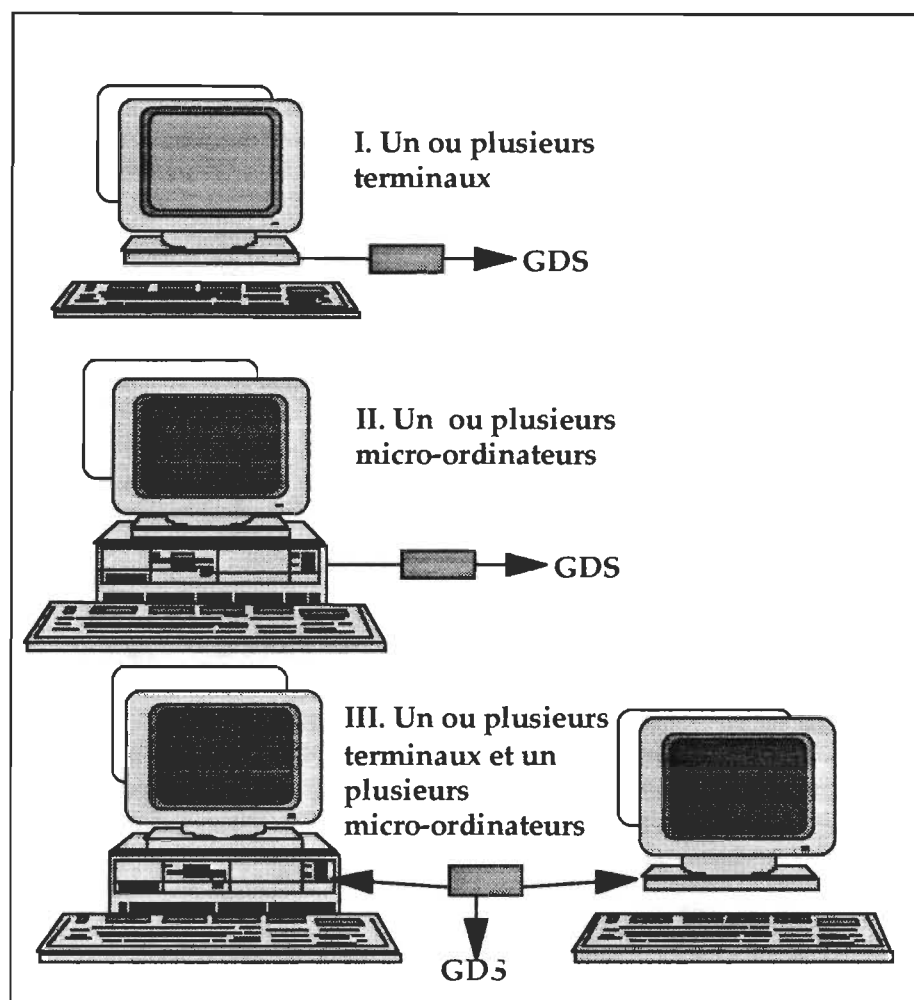 I. Un ou plusieurs
terminaux
GDS
II. Un ou plusieurs
micro-ordinateurs
GDS
III. Un ou plusieurs
terminaux et un
plusieurs
micro-ordinateurs
GDS